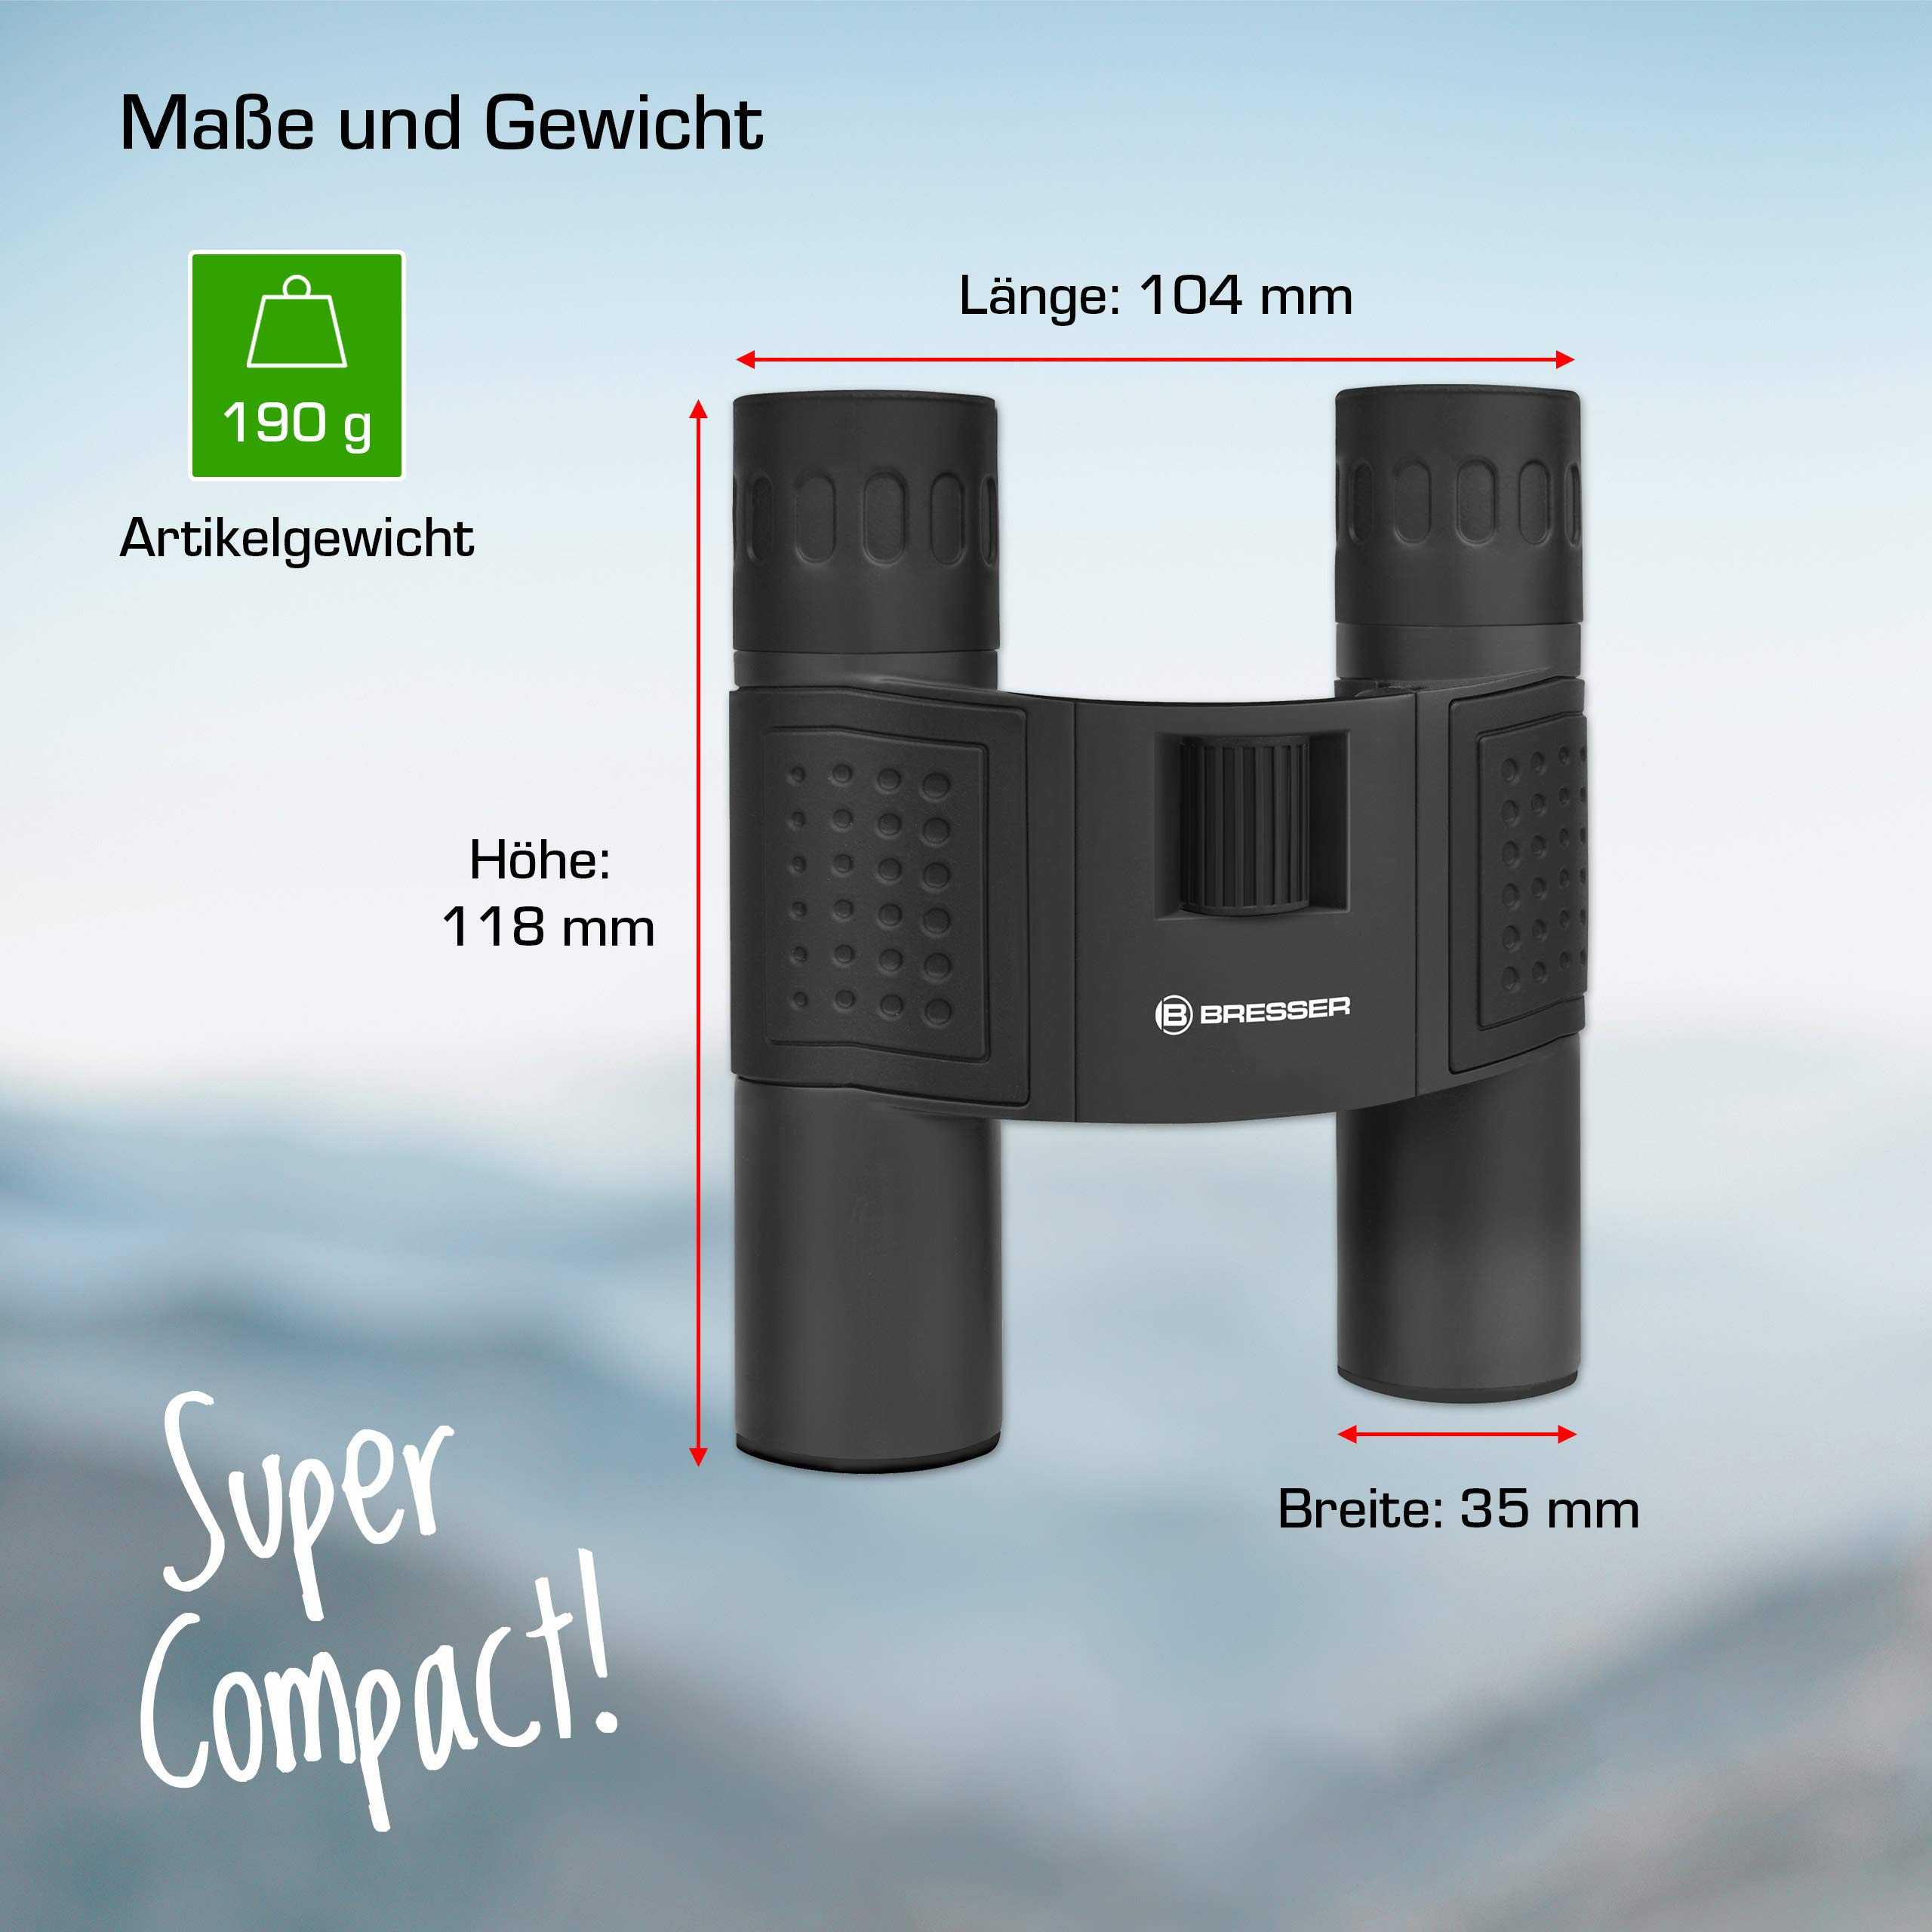 Maße und Gewicht
190 g
Artikelgewicht
Länge: 104 mm
Höhe:
118 mm
B BRESSER
Breite: 35 mm
Super
Compact!